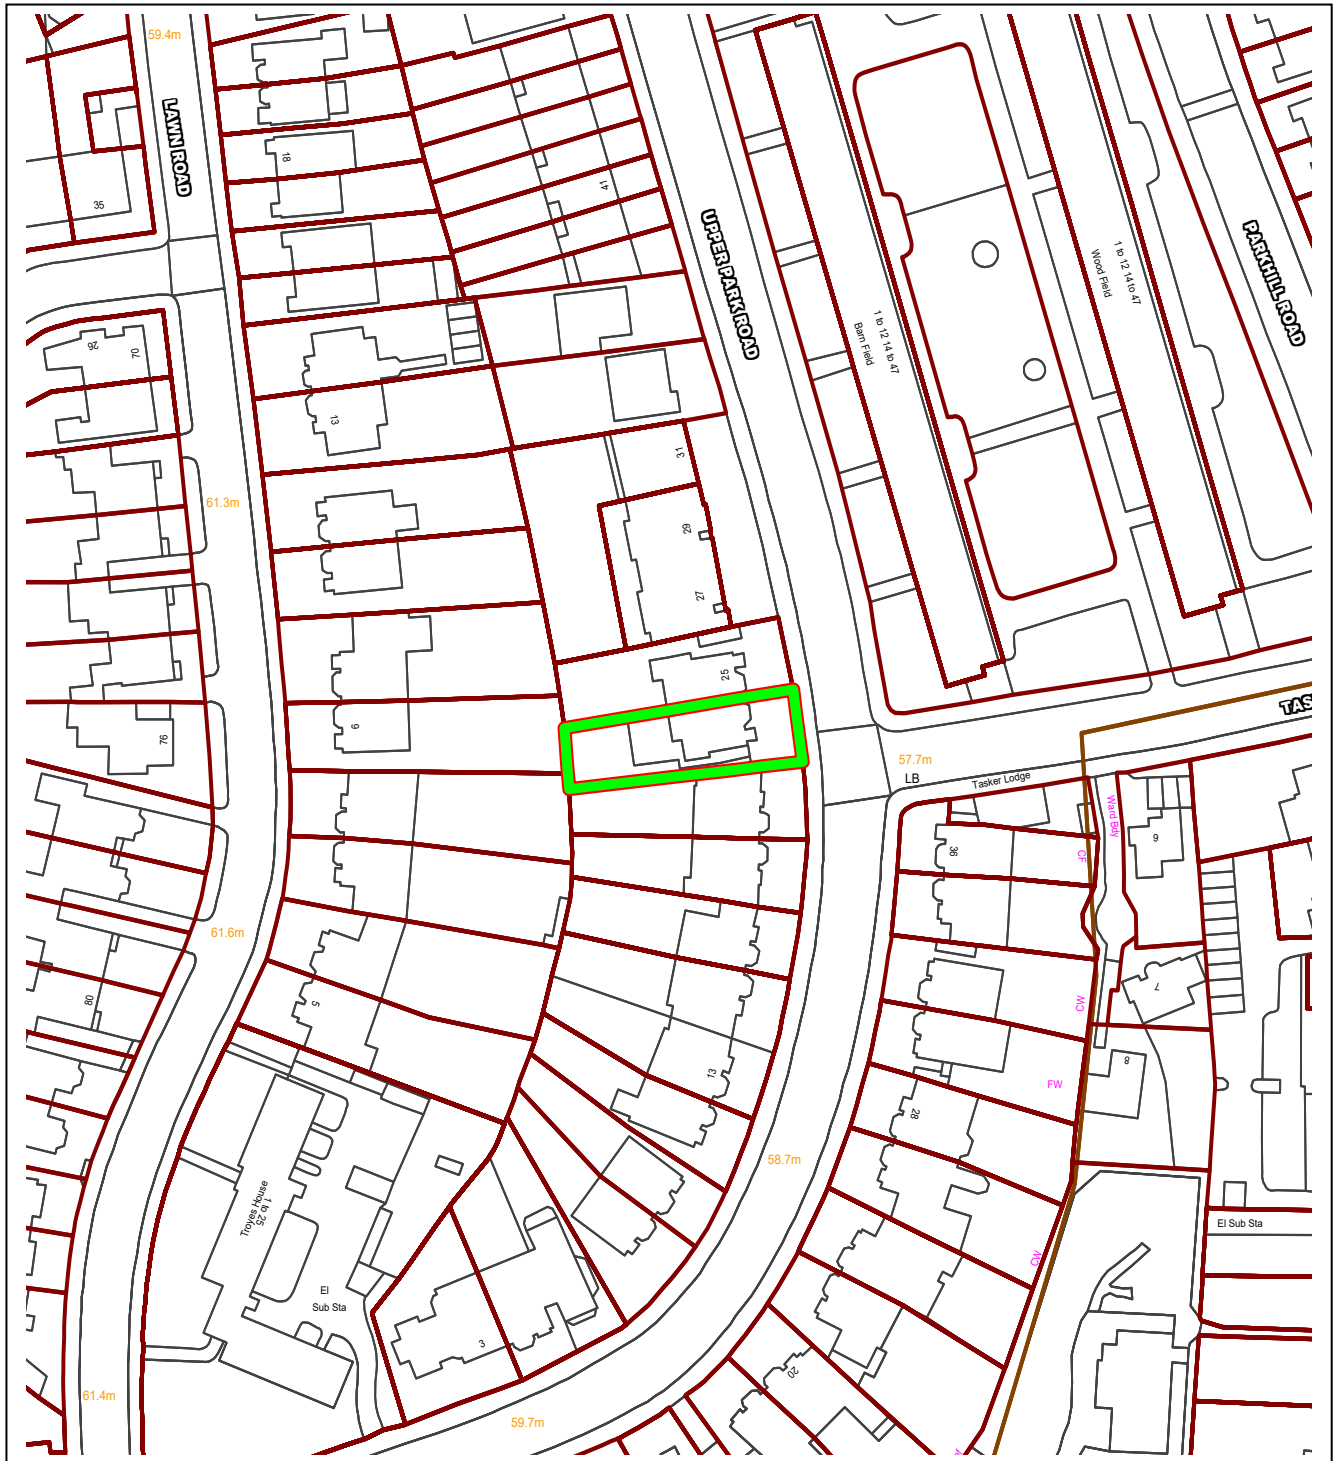 59.4m
LAWN ROAD
18
35
41
UPPER PARK ROAD
PARKHILL ROAD
1 to 12 14 to 47
Wood Field
1 to 12 14 to 47
Barn Field
26
70
13
31
61.3m
29
27
25
9
76
TAS
57.7m
LB
Tasker Lodge
Ward Bdy
36
CF
6
61.6m
80
5
CW
7
13
FW
8
28
58.7m
Troyes House
1 to 25
El Sub Sta
CW
El
Sub Sta
3
20
61.4m
59.7m